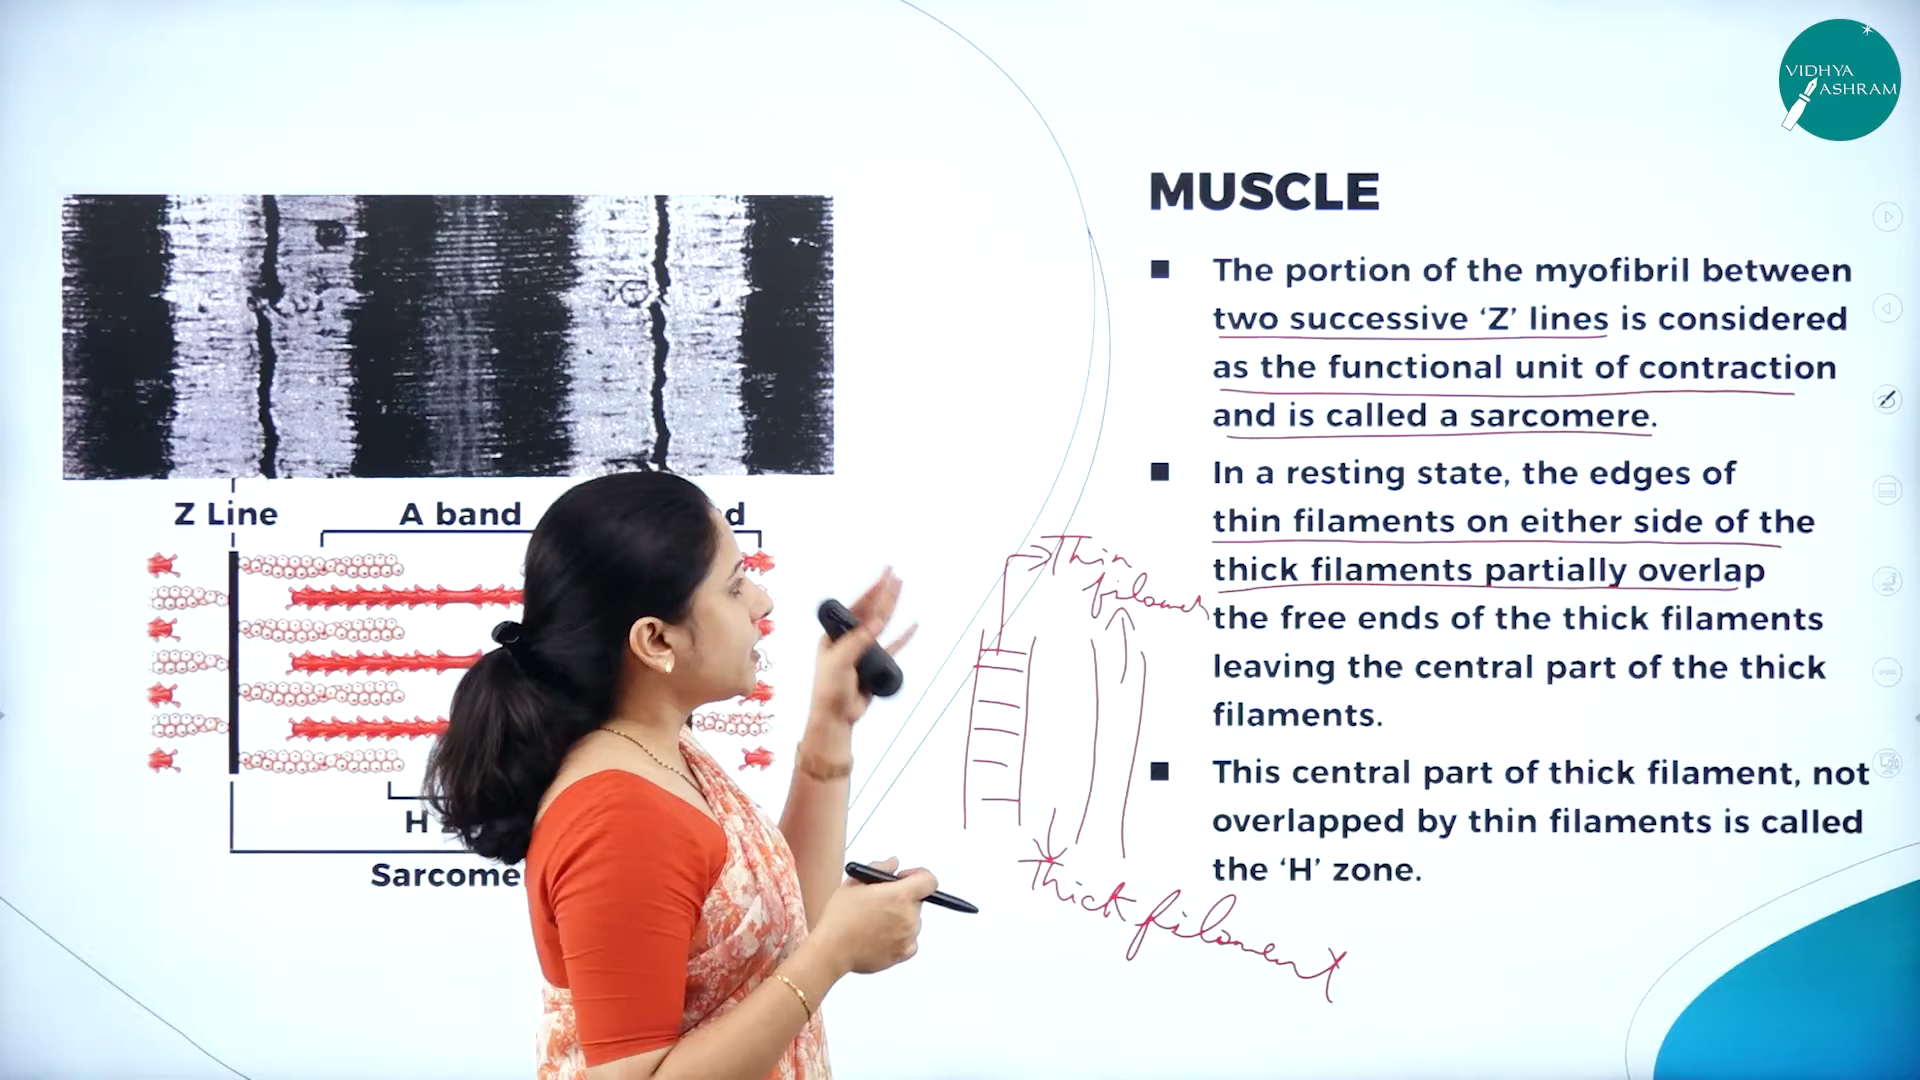 VIDHYA
ASHRAM
MUSCLE
The portion of the myofibril between
two successive ‘Z’ lines is considered
as the functional unit of contraction
and is called a sarcomere.
In a resting state, the edges of
thin filaments on either side of the
thick filaments partially overlap
the free ends of the thick filaments
leaving the central part of the thick
filaments.
This central part of thick filament, not
overlapped by thin filaments is called
the ‘H’ zone.
Z Line
A band
H
Sarcome
Thin
Thick filament